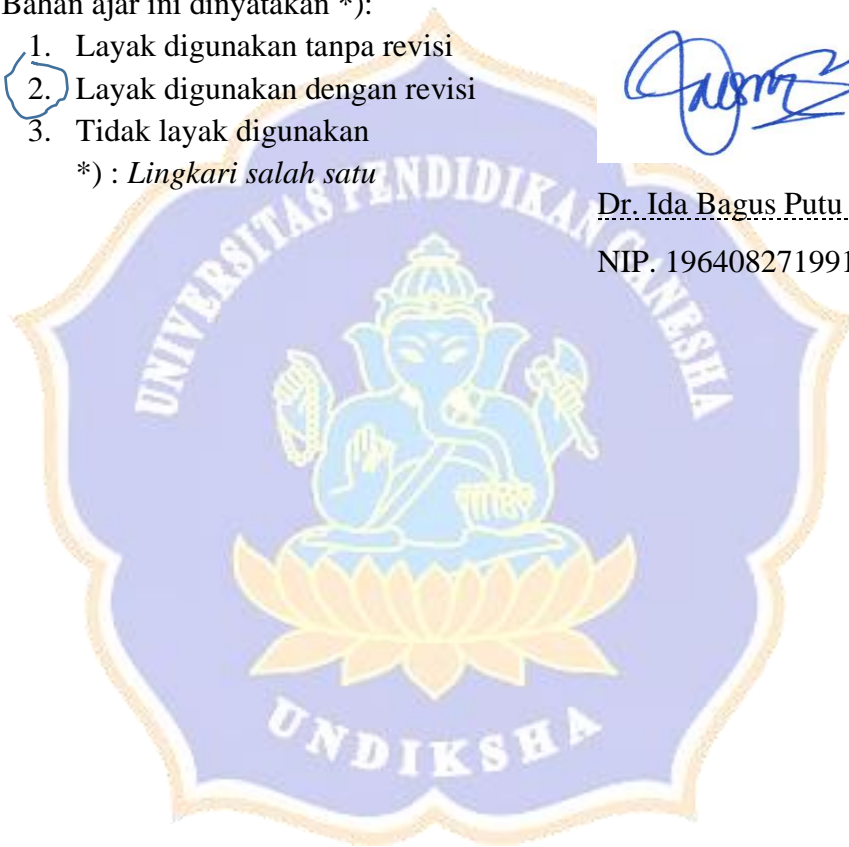 Bahan ajar ini dinyatakan *):
1. Layak digunakan tanpa revisi
2. Layak digunakan dengan revisi
3. Tidak layak digunakan
*) : Lingkari salah satu
Dr. Ida Bagus Putu
NIP. 196408271991
UNIVERSITAS PENDIDIKAN GANESHA
UNDIKSHA